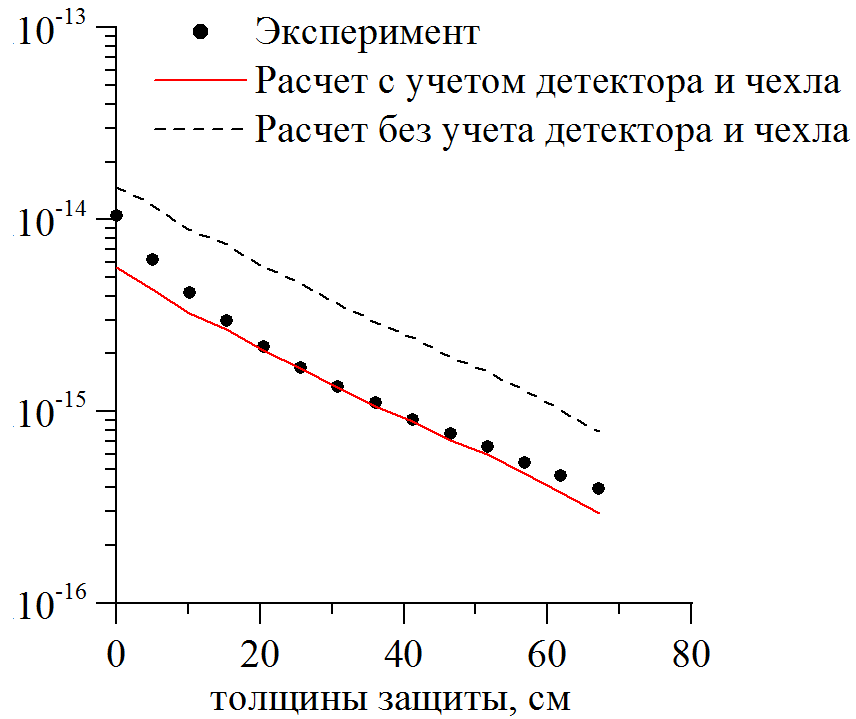 10-13
Эксперимент
Расчет с учетом детектора и чехла
Расчет без учета детектора и чехла
10-14
10-15
10-16
0 20 40 60 80
толщины защиты, см